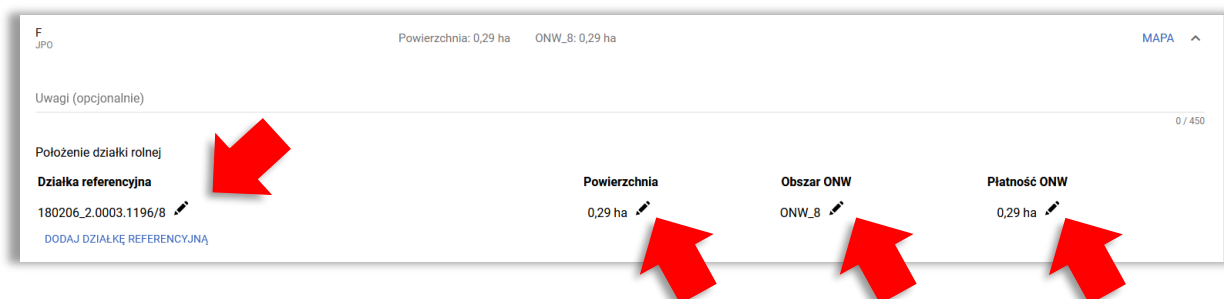 F
JPO
Powierzchnia: 0,29 ha ONW_8: 0,29 ha MAPA
Uwagi (opcjonalnie)
0 / 450
Położenie działki rolnej
Działka referencyjna Powierzchnia Obszar ONW Płatność ONW
180206_2.0003.1196/8 0,29 ha ONW_8 0,29 ha
DODAJ DZIAŁKĘ REFERENCYJNĄ